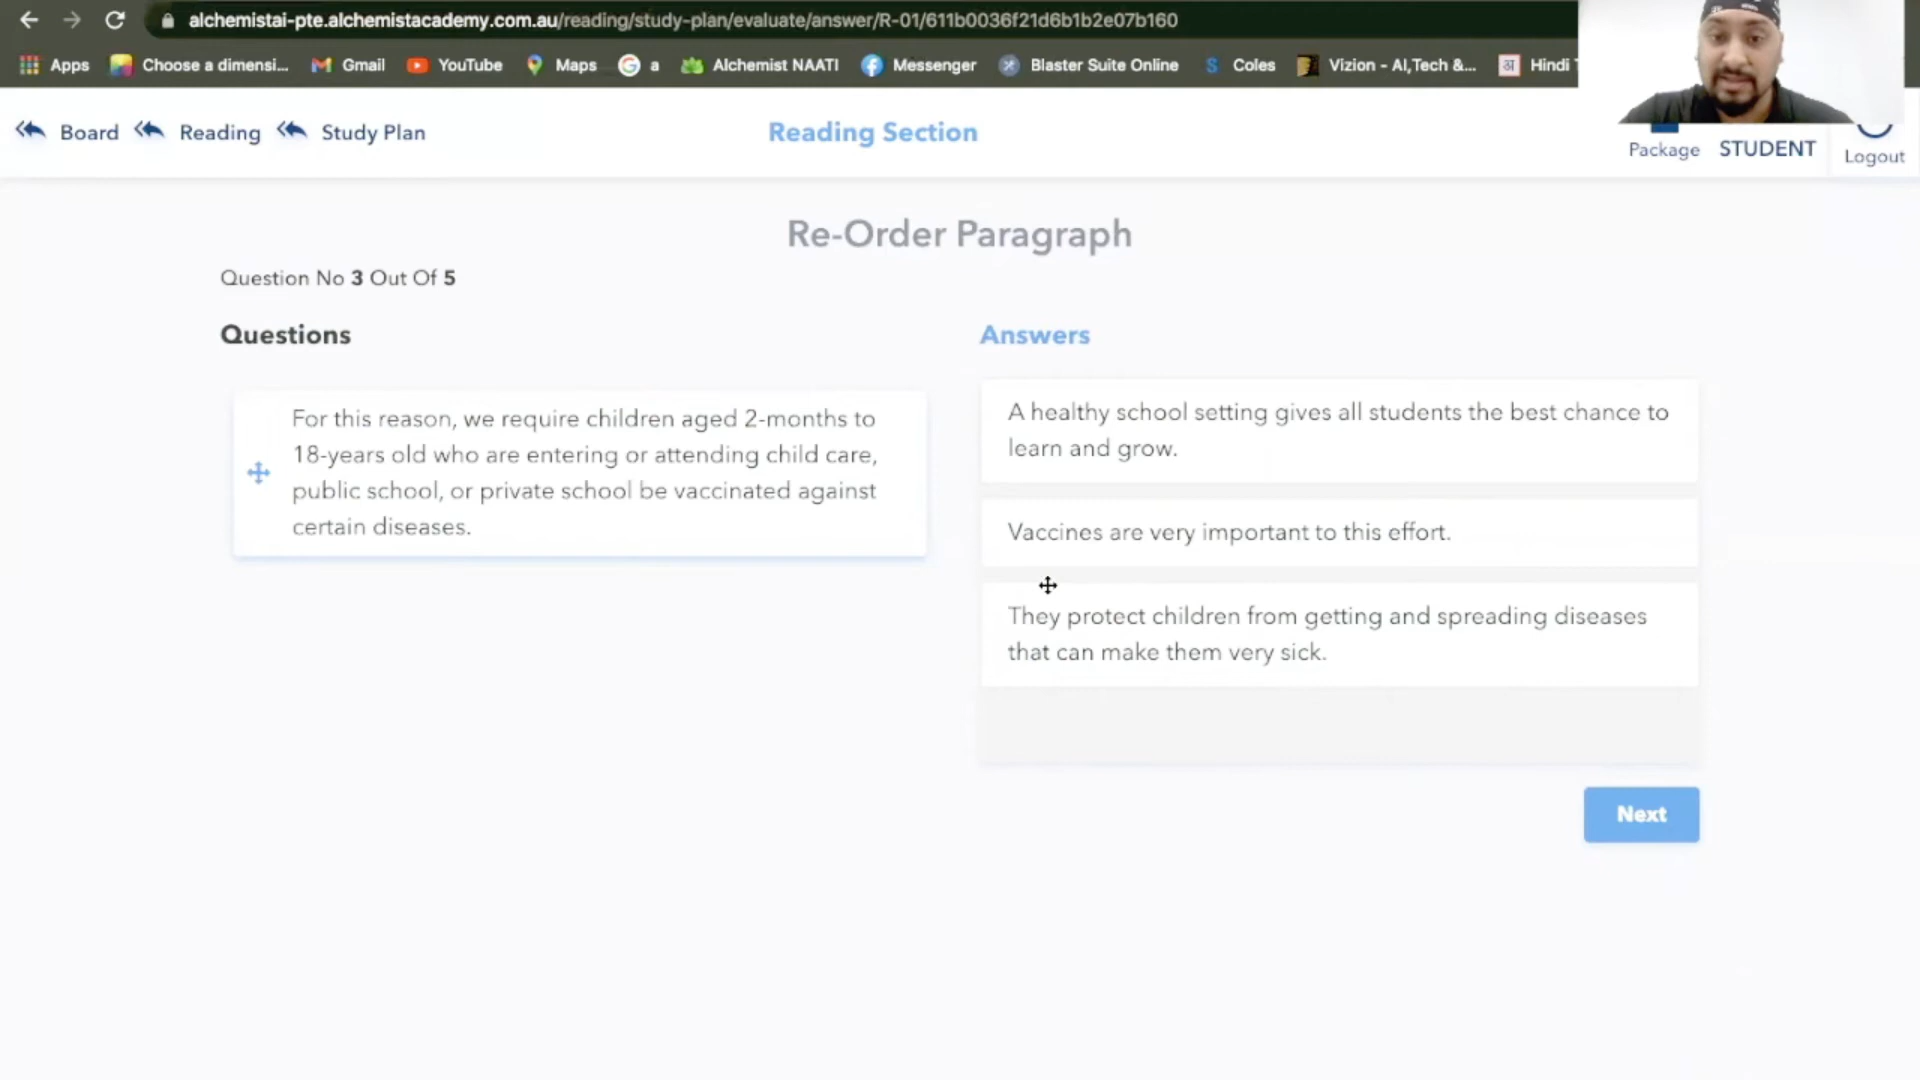 alchemistai-pte.alchemistacademy.com.au/reading/study-plan/evaluate/answer/R-01/611b0036f21d6b1b2e07b160
Apps Choose a dimensi... Gmail YouTube Maps a Alchemist NAATI Messenger Blaster Suite Online Coles Vizion - AI,Tech &... Hindi
Board Reading Study Plan Reading Section Package STUDENT Logout
Re-Order Paragraph
Question No 3 Out Of 5
Questions
For this reason, we require children aged 2-months to
18-years old who are entering or attending child care,
public school, or private school be vaccinated against
certain diseases.
Answers
A healthy school setting gives all students the best chance to
learn and grow.
Vaccines are very important to this effort.
They protect children from getting and spreading diseases
that can make them very sick.
Next